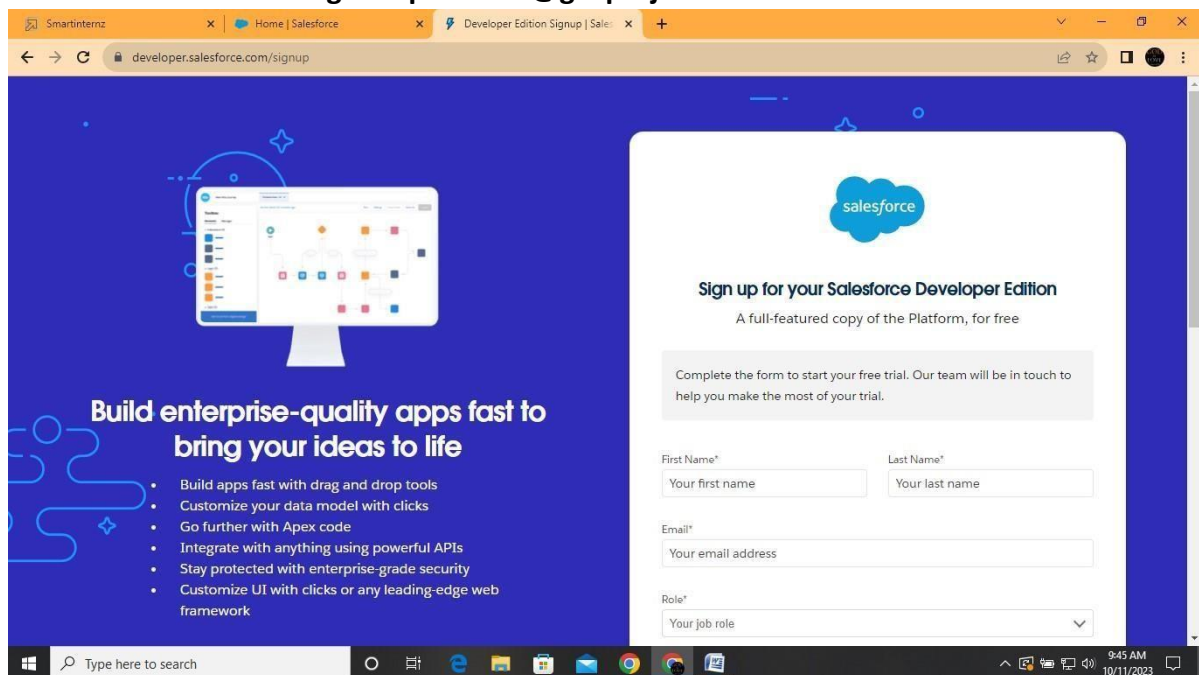 Smartinternz
Home | Salesforce
Developer Edition Signup | Sales
developer.salesforce.com/signup
salesforce
Sign up for your Salesforce Developer Edition
A full-featured copy of the Platform, for free
Complete the form to start your free trial. Our team will be in touch to
help you make the most of your trial.
Build enterprise-quality apps fast to
bring your ideas to life
• Build apps fast with drag and drop tools
• Customize your data model with clicks
• Go further with Apex code
• Integrate with anything using powerful APIs
• Stay protected with enterprise-grade security
• Customize UI with clicks or any leading-edge web
framework
First Name* Last Name*
Your first name Your last name
Email*
Your email address
Role*
Your job role
Type here to search
9:45 AM
10/11/2023